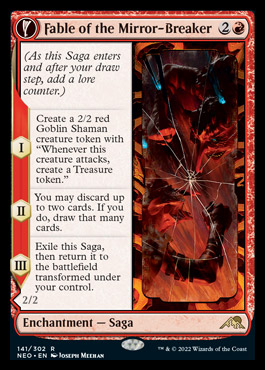 Fable of the Mirror-Breaker 2
(As this Saga enters
and after your draw
step, add a lore
counter.)
I
Create a 2/2 red
Goblin Shaman
creature token with
“Whenever this
creature attacks,
create a Treasure
token.”
II
You may discard up
to two cards. If you
do, draw that many
cards.
III
Exile this Saga,
then return it to
the battlefield
transformed under
your control.
2/2
Enchantment — Saga
141/302 R
NEO • EN JOSEPH MEEHAN
™ & © 2022 Wizards of the Coast